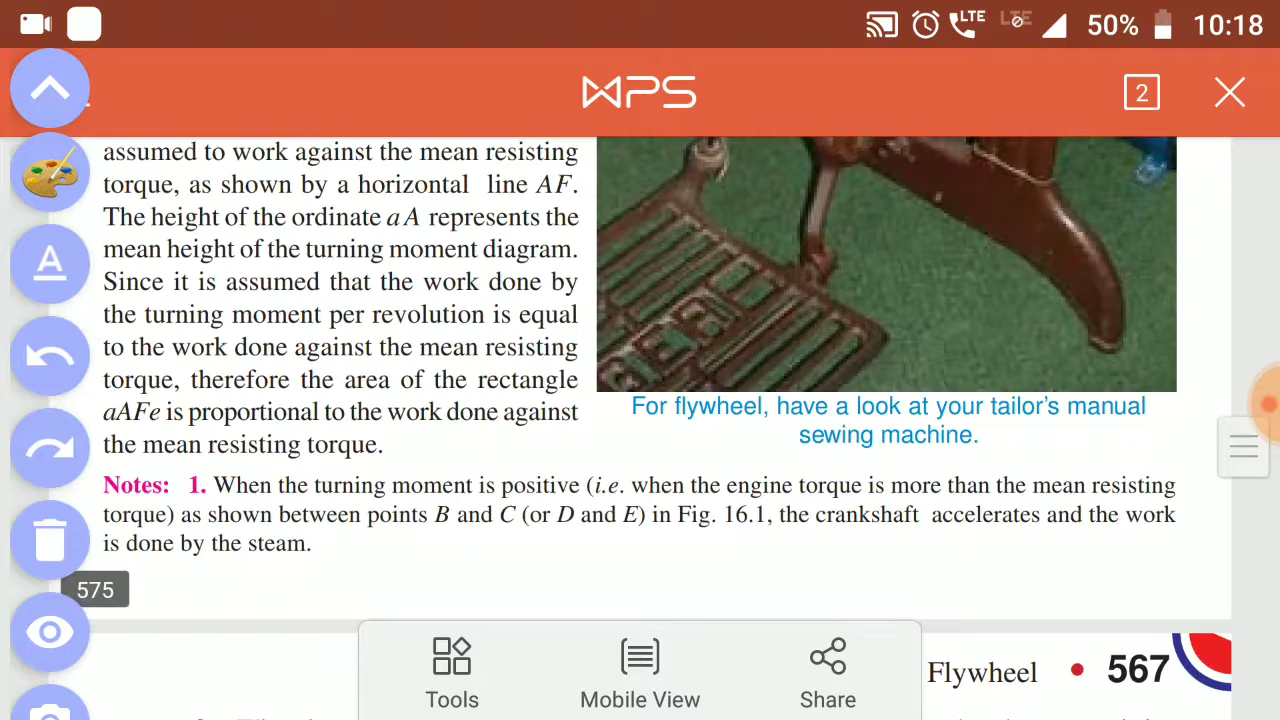 LTE LTE 50% 10:18
WPS 2
assumed to work against the mean resisting
torque, as shown by a horizontal line AF.
The height of the ordinate a A represents the
mean height of the turning moment diagram.
Since it is assumed that the work done by
the turning moment per revolution is equal
to the work done against the mean resisting
torque, therefore the area of the rectangle
aAFe is proportional to the work done against
the mean resisting torque.
For flywheel, have a look at your tailor's manual
sewing machine.
Notes: 1. When the turning moment is positive (i.e. when the engine torque is more than the mean resisting
torque) as shown between points B and C (or D and E) in Fig. 16.1, the crankshaft accelerates and the work
is done by the steam.
575
Tools Mobile View Share
Flywheel • 567